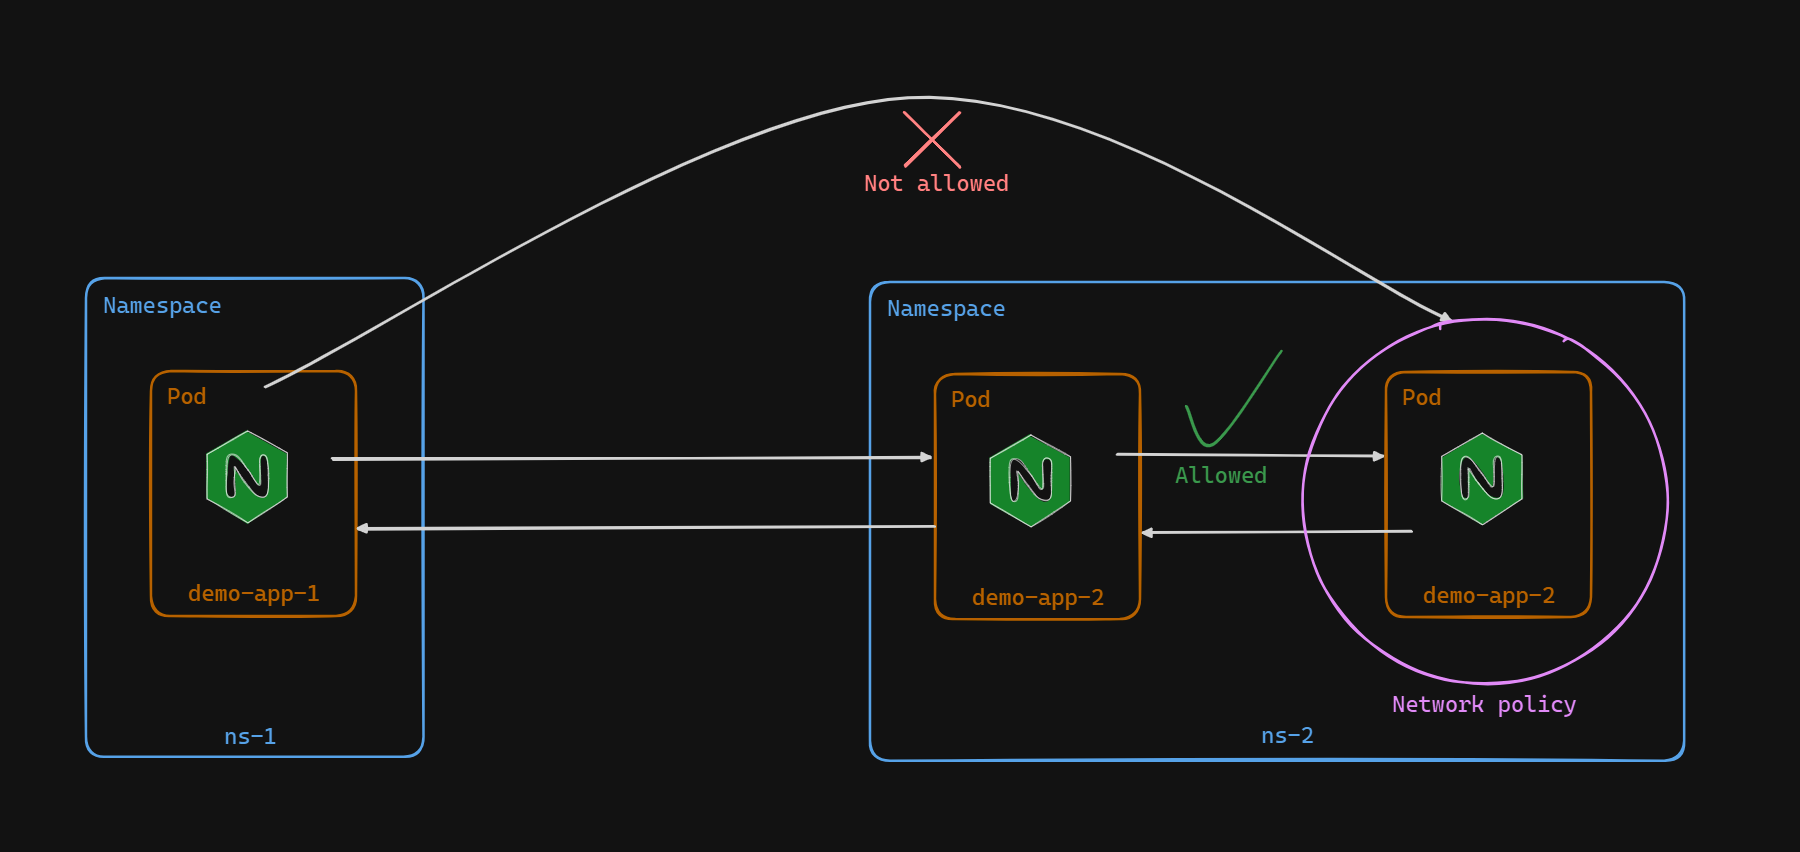 Not allowed
Namespace
Pod
N
demo-app-1
ns-1
Namespace
Pod
N
demo-app-2
Allowed
Pod
N
demo-app-2
Network policy
ns-2